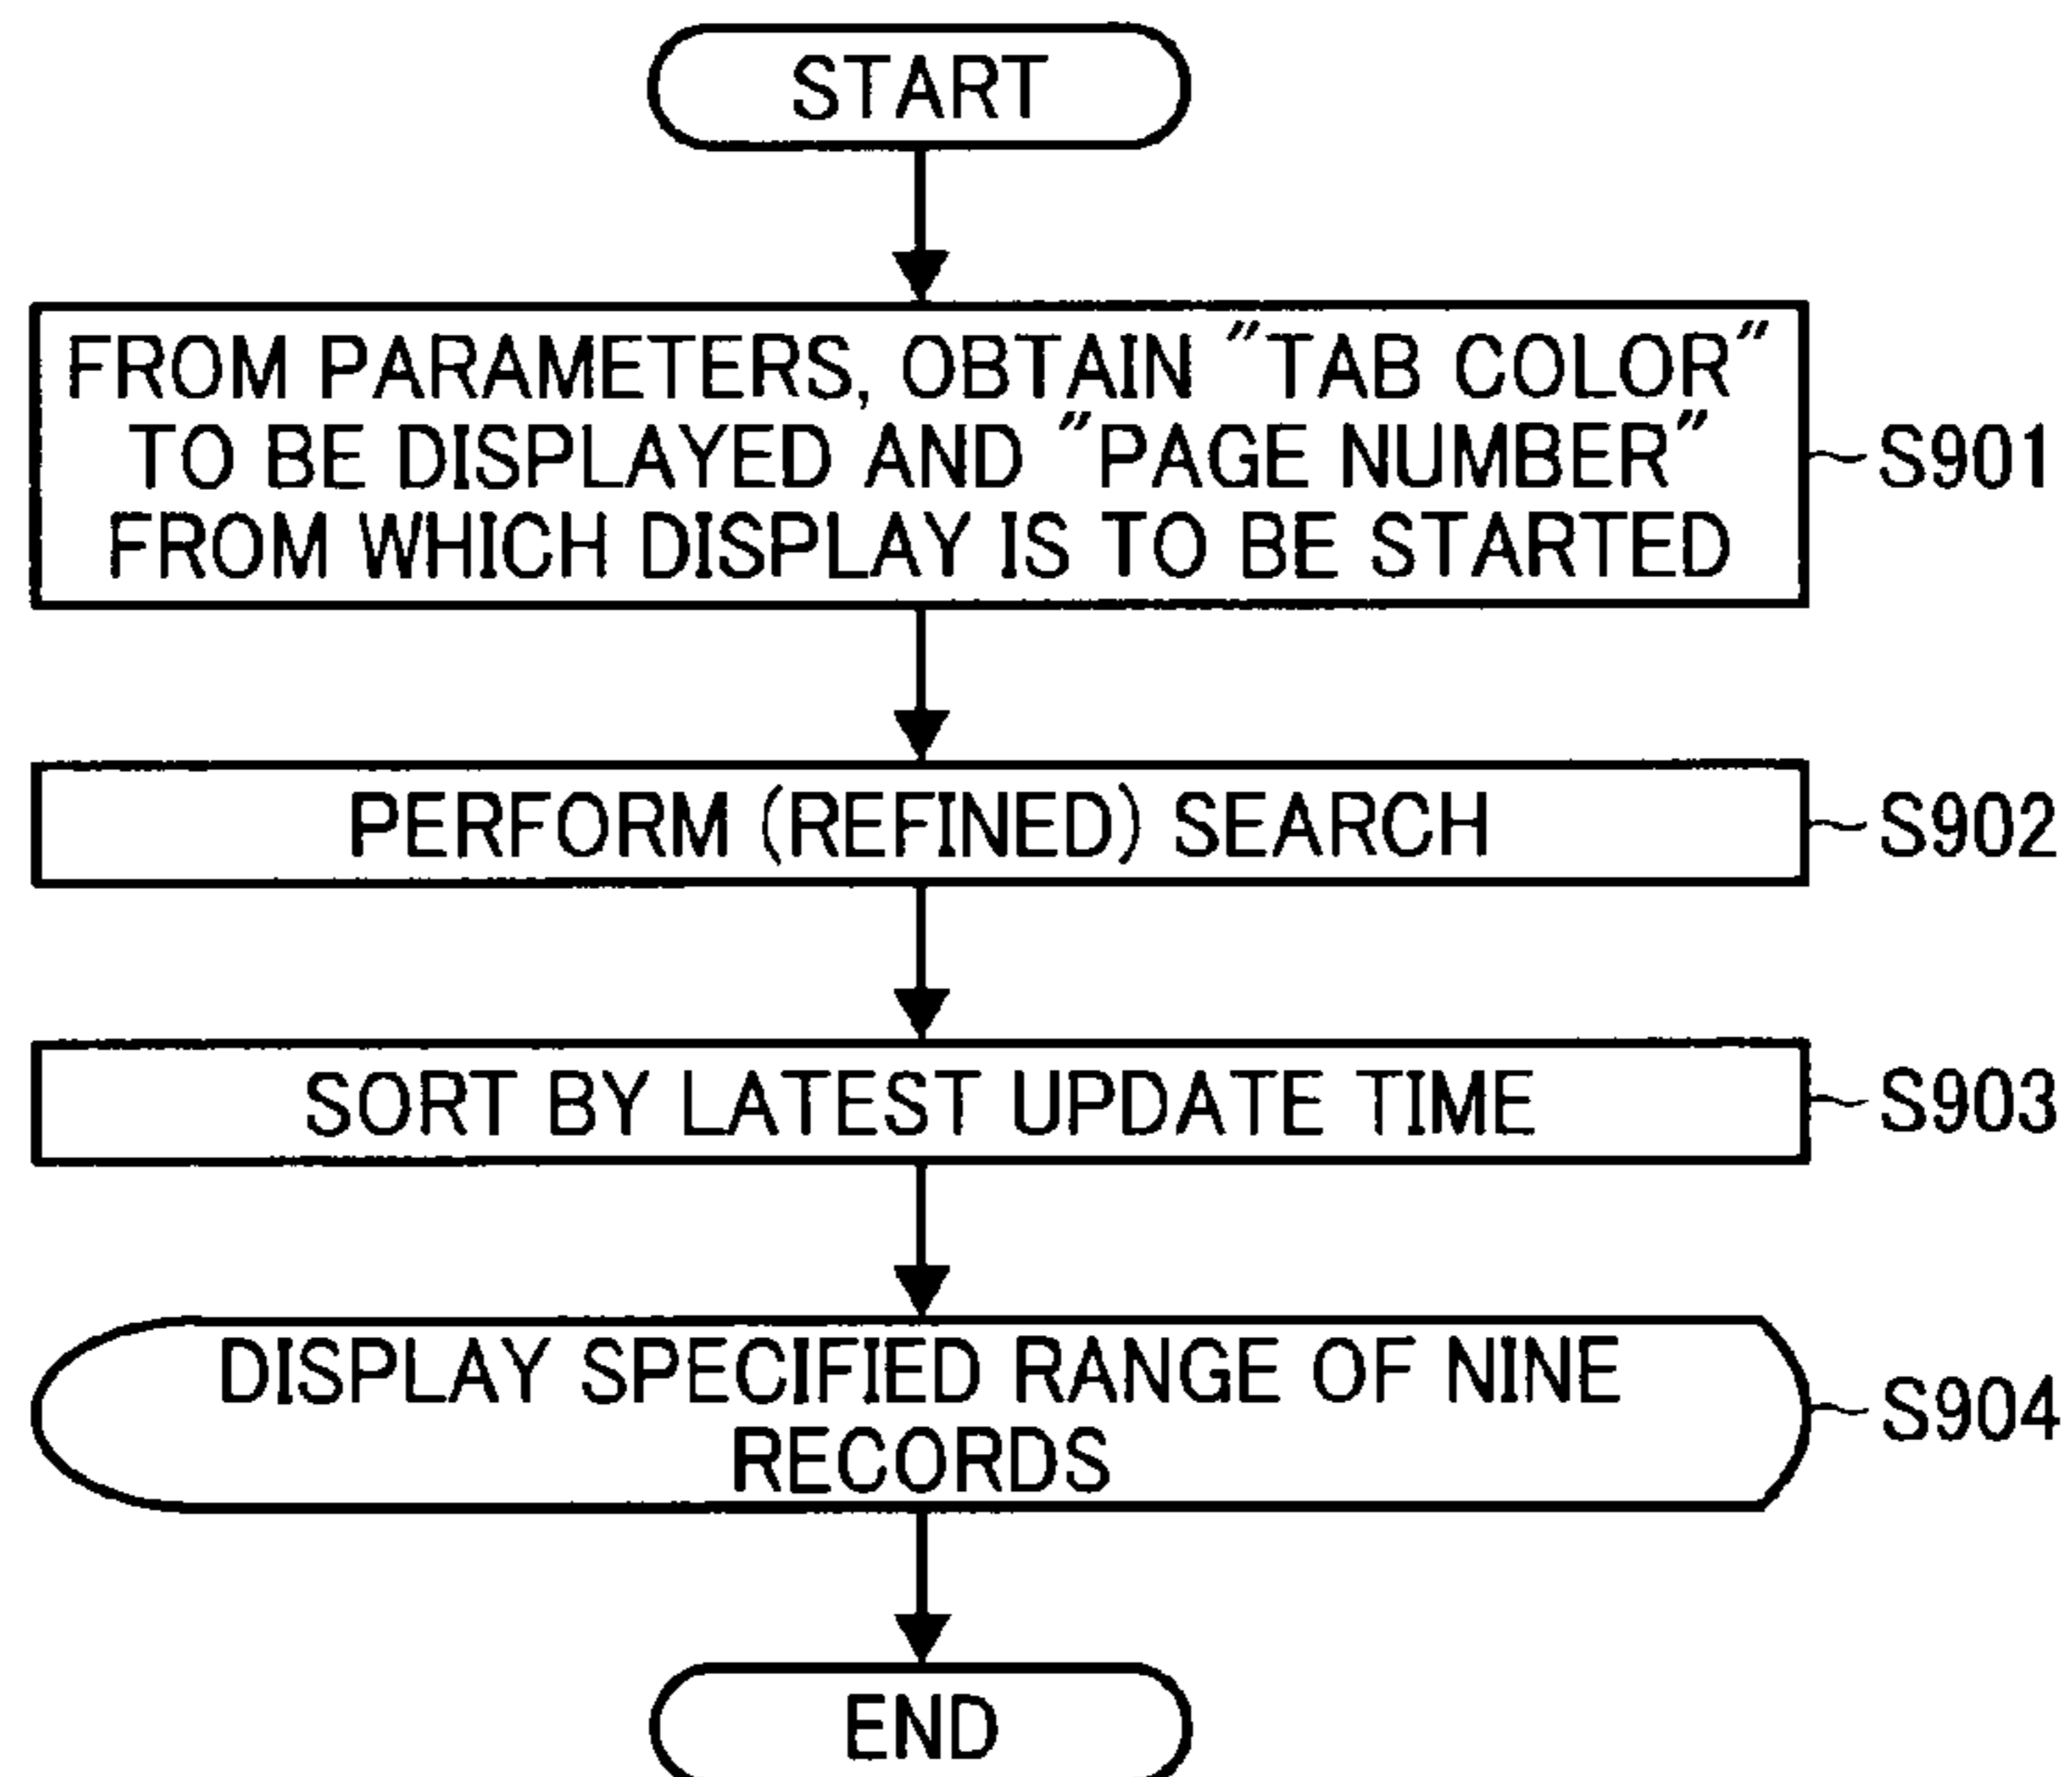 START
FROM PARAMETERS, OBTAIN "TAB COLOR"
TO BE DISPLAYED AND "PAGE NUMBER"
FROM WHICH DISPLAY IS TO BE STARTED
S901
PERFORM (REFINED) SEARCH
S902
SORT BY LATEST UPDATE TIME
S903
DISPLAY SPECIFIED RANGE OF NINE
RECORDS
S904
END